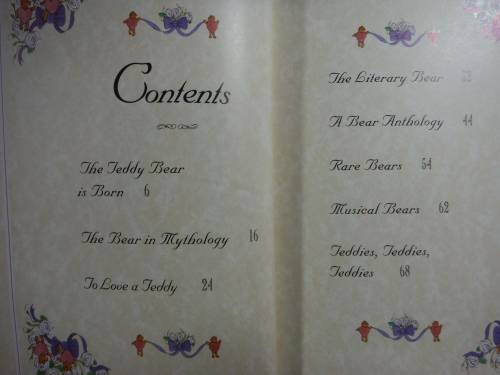 Contents
The Teddy Bear
is Born 6
The Bear in Mythology 16
To Love a Teddy 24
The Literary Bear
A Bear Anthology 44
Rare Bears 54
Musical Bears 62
Teddies, Teddies,
Teddies 68